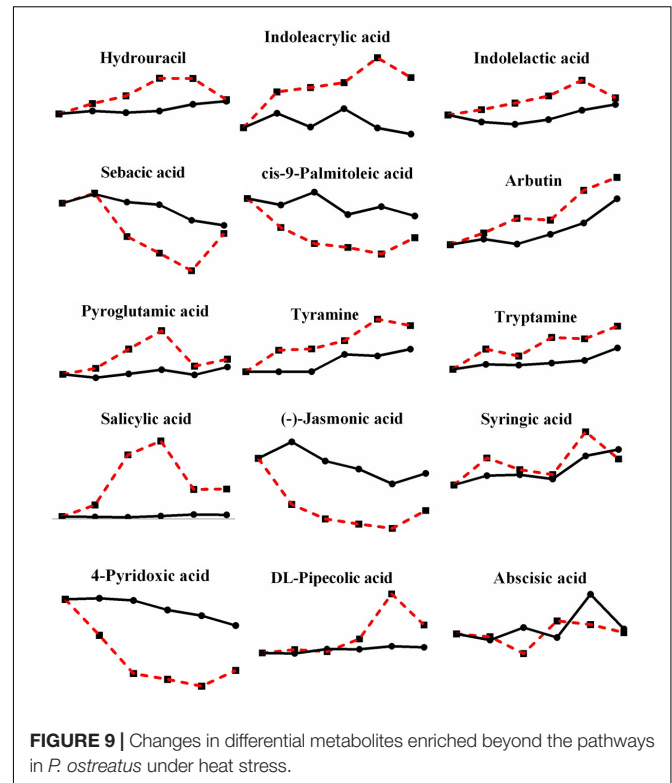 Hydrouracil
Indoleacrylic acid
Indolelactic acid
Sebacic acid
cis-9-Palmitoleic acid
Arbutin
Pyroglutamic acid
Tyramine
Tryptamine
Salicylic acid
(-)-Jasmonic acid
Syringic acid
4-Pyridoxic acid
DL-Pipecolic acid
Abscisic acid
FIGURE 9 | Changes in differential metabolites enriched beyond the pathways
in P. ostreatus under heat stress.